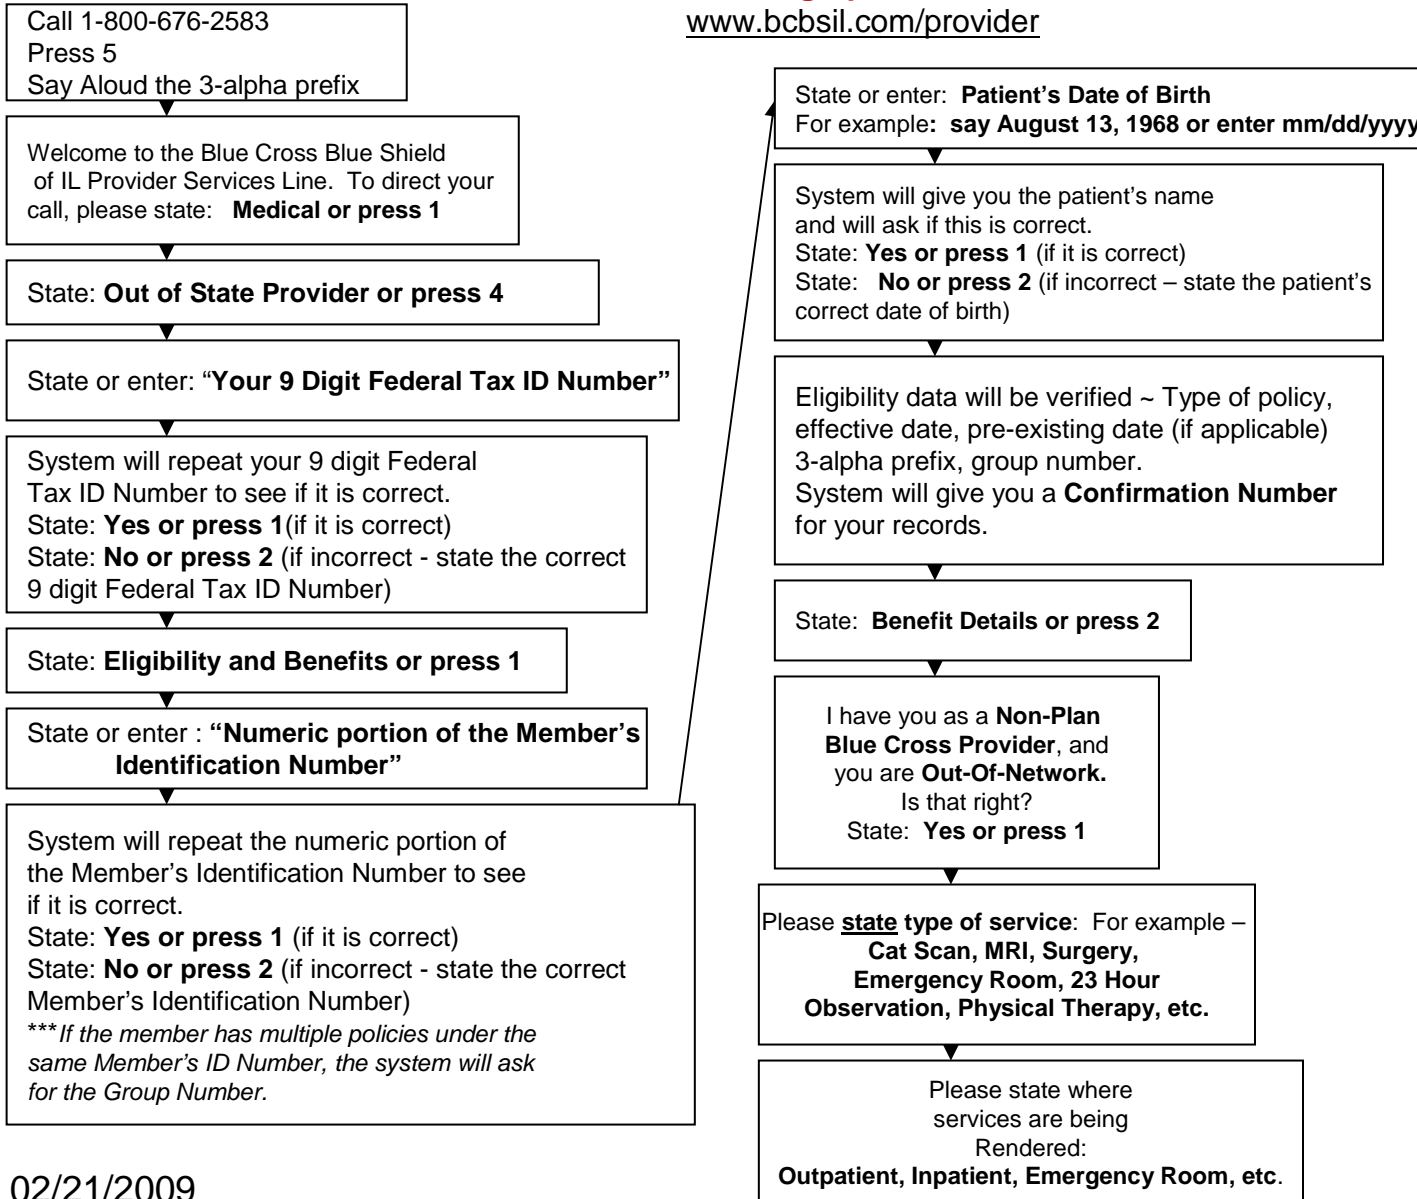 www.bcbsil.com/provider
Call 1-800-676-2583
Press 5
Say Aloud the 3-alpha prefix
Welcome to the Blue Cross Blue Shield
of IL Provider Services Line. To direct your
call, please state: Medical or press 1
State: Out of State Provider or press 4
State or enter: “Your 9 Digit Federal Tax ID Number”
System will repeat your 9 digit Federal
Tax ID Number to see if it is correct.
State: Yes or press 1(if it is correct)
State: No or press 2 (if incorrect - state the correct
9 digit Federal Tax ID Number)
State: Eligibility and Benefits or press 1
State or enter : “Numeric portion of the Member’s
Identification Number”
System will repeat the numeric portion of
the Member’s Identification Number to see
if it is correct.
State: Yes or press 1 (if it is correct)
State: No or press 2 (if incorrect - state the correct
Member’s Identification Number)
***If the member has multiple policies under the
same Member’s ID Number, the system will ask
for the Group Number.
State or enter: Patient’s Date of Birth
For example: say August 13, 1968 or enter mm/dd/yyyy
System will give you the patient’s name
and will ask if this is correct.
State: Yes or press 1 (if it is correct)
State: No or press 2 (if incorrect – state the patient’s
correct date of birth)
Eligibility data will be verified ~ Type of policy,
effective date, pre-existing date (if applicable)
3-alpha prefix, group number.
System will give you a Confirmation Number
for your records.
State: Benefit Details or press 2
I have you as a Non-Plan
Blue Cross Provider, and
you are Out-Of-Network.
Is that right?
State: Yes or press 1
Please state type of service: For example –
Cat Scan, MRI, Surgery,
Emergency Room, 23 Hour
Observation, Physical Therapy, etc.
Please state where
services are being
Rendered:
Outpatient, Inpatient, Emergency Room, etc.
02/21/2009